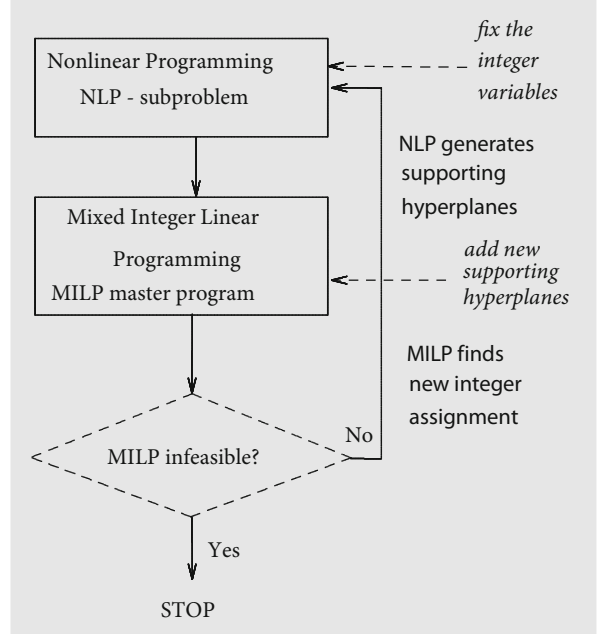 Nonlinear Programming
NLP - subproblem
fix the
integer
variables
NLP generates
supporting
hyperplanes
Mixed Integer Linear
Programming
MILP master program
add new
supporting
hyperplanes
MILP finds
new integer
assignment
MILP infeasible?
No
Yes
STOP